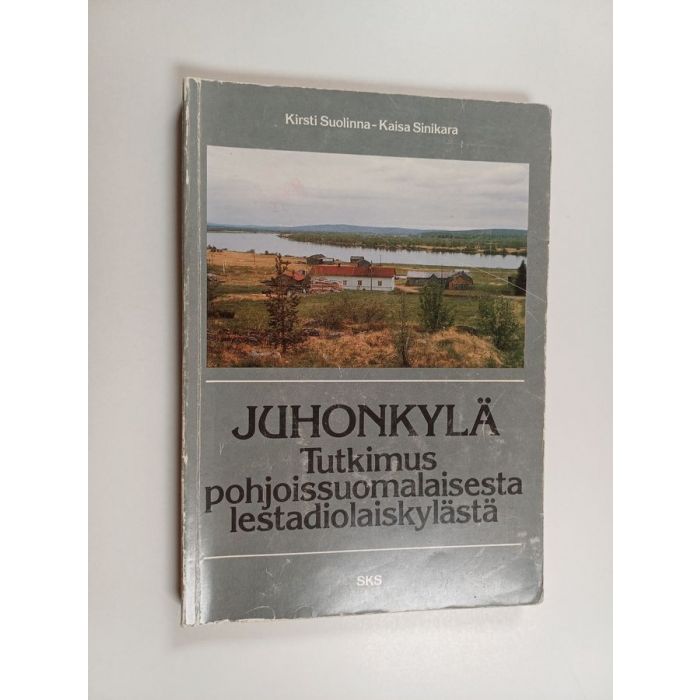 Kirsti Suolinna - Kaisa Sinikara
JUHONKYLÄ
Tutkimus
pohjoissuomalaisesta
lestadiolaiskylästä
SKS